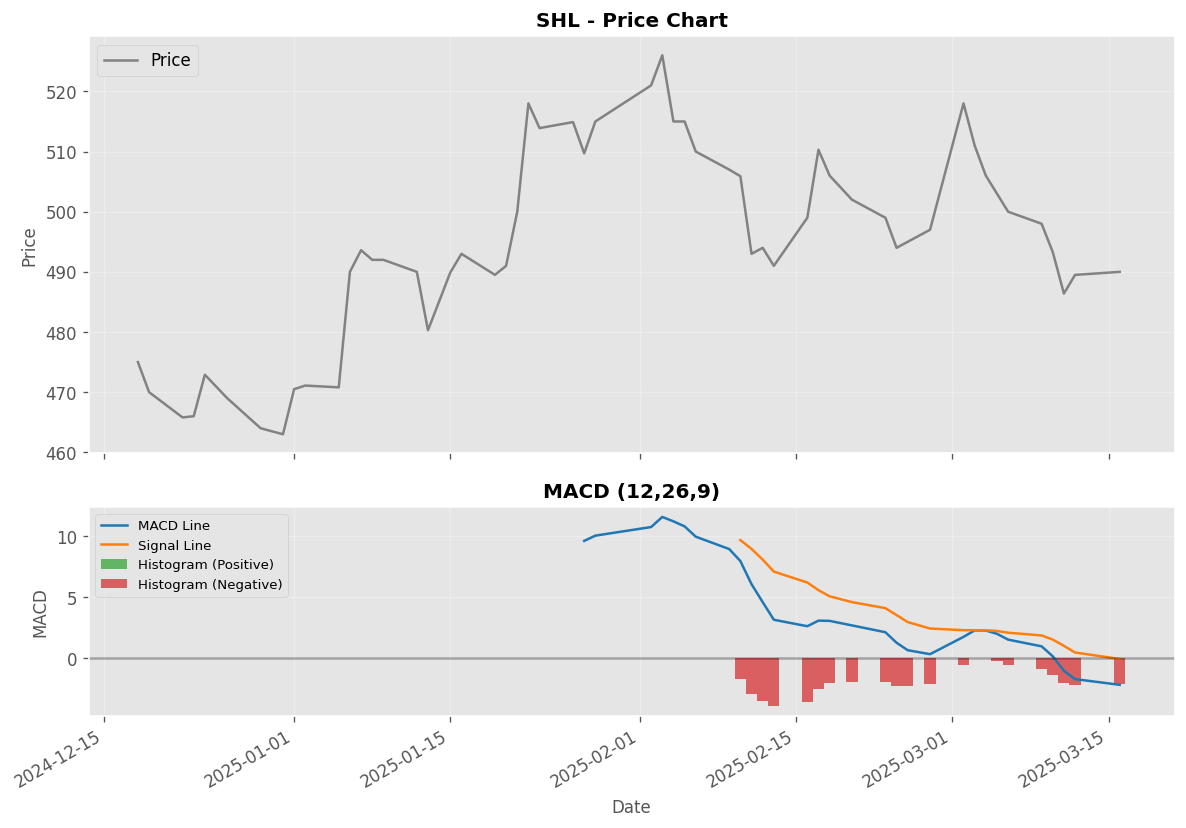 SHL - Price Chart
Price
520
510
500
490
480
470
460
Price
MACD (12,26,9)
MACD Line
Signal Line
Histogram (Positive)
Histogram (Negative)
10
5
0
MACD
2024-12-15
2025-01-01
2025-01-15
2025-02-01
2025-02-15
2025-03-01
2025-03-15
Date